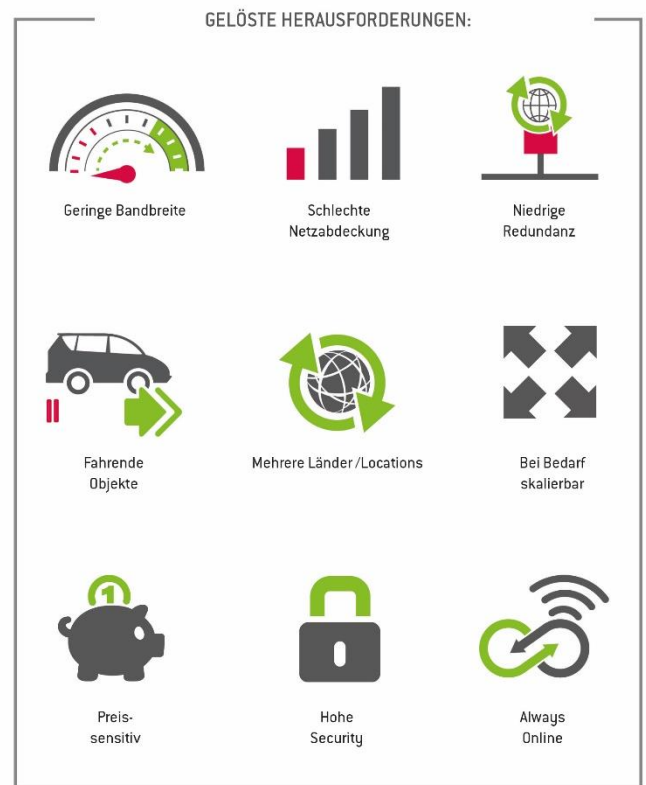 GELÖSTE HERAUSFORDERUNGEN:
Geringe Bandbreite
Schlechte
Netzabdeckung
Niedrige
Redundanz
Fahrende
Objekte
Mehrere Länder/Locations
Bei Bedarf
skalierbar
1
Preis-
sensitiv
Hohe
Security
Always
Online